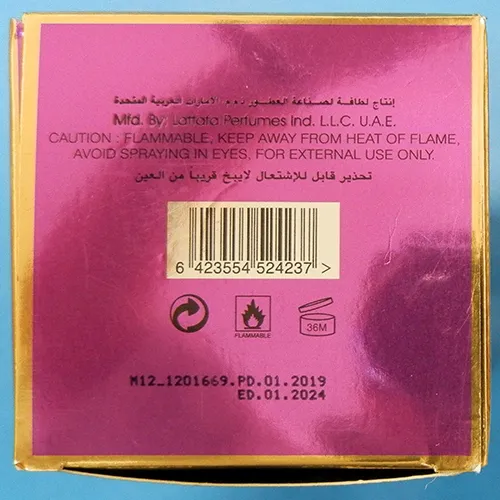 إنتاج لطافة لصناعة العطور ذ.م.م الامارات العربية المتحدة
Mfd. By: Lattafa Perfumes Ind. L.L.C. U.A.E.
CAUTION : FLAMMABLE, KEEP AWAY FROM HEAT OF FLAME,
AVOID SPRAYING IN EYES, FOR EXTERNAL USE ONLY.
تحذير قابل للإشتعال لايبخ قريباً من العين
6 423554 524237 >
FLAMMABLE
36M
M12_1201669.PD.01.2019
ED.01.2024